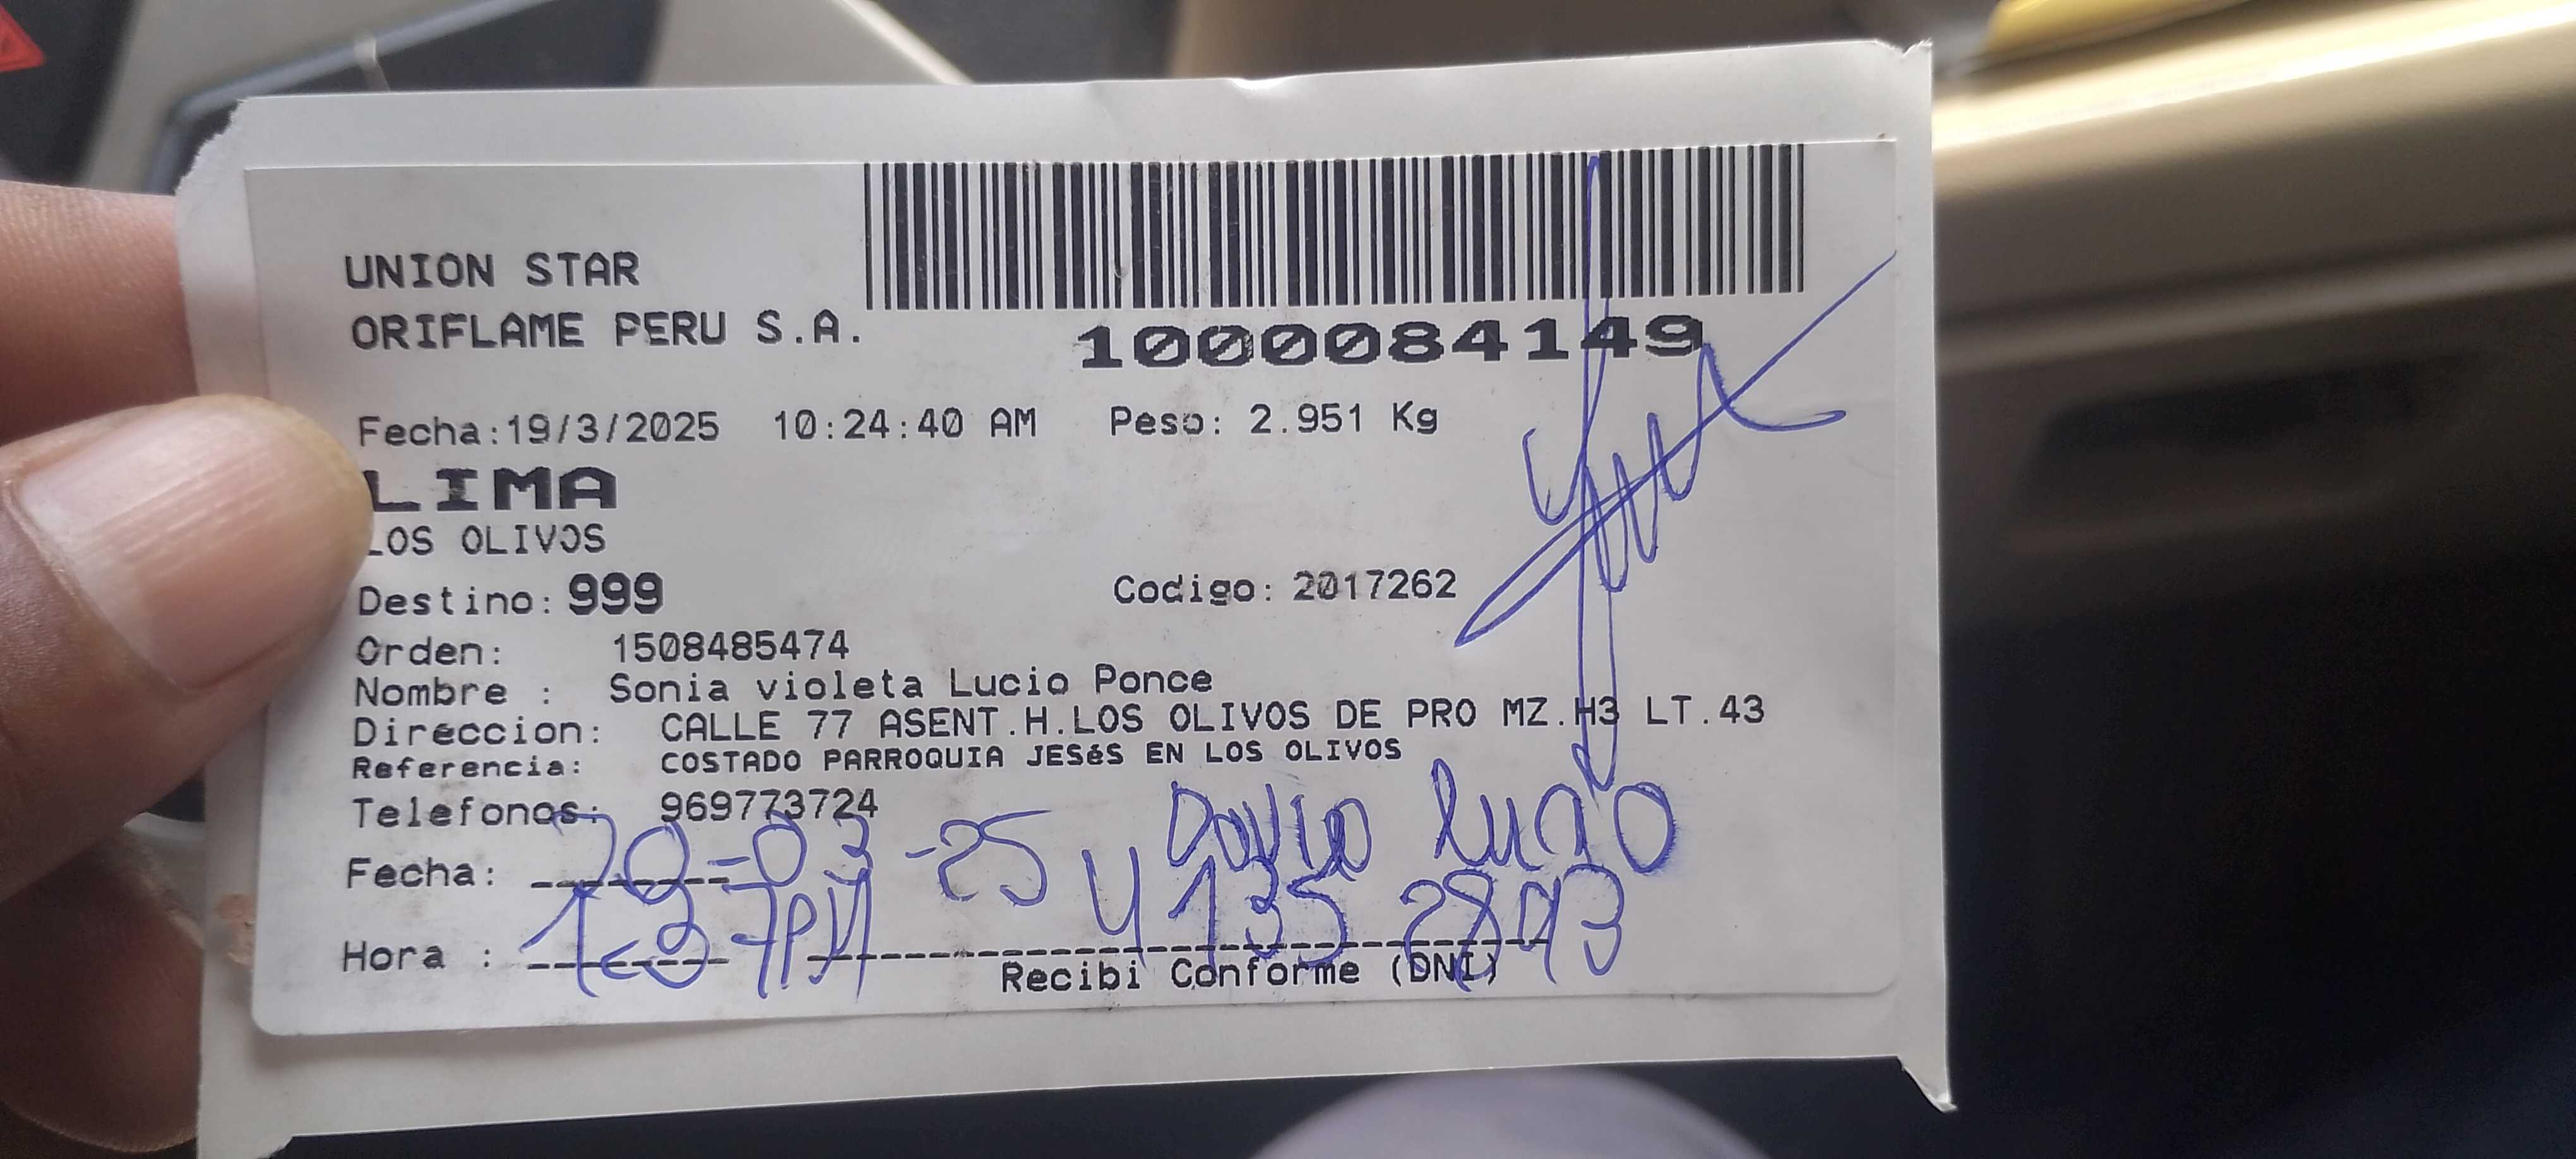 UNION STAR
ORIFLAME PERU S.A.
1000084149
Fecha:19/3/2025 10:24:40 AM Peso: 2.951 Kg
LIMA
LOS OLIVOS
Destino: 999 Codigo: 2017262
Orden: 1508485474
Nombre : Sonia violeta Lucio Ponce
Direccion: CALLE 77 ASENT.H.LOS OLIVOS DE PRO MZ.H3 LT.43
Referencia: COSTADO PARROQUIA JESéS EN LOS OLIVOS
Telefonos: 969773724
Fecha: 20-03-25
Hora :
Recibi Conforme (DNI)